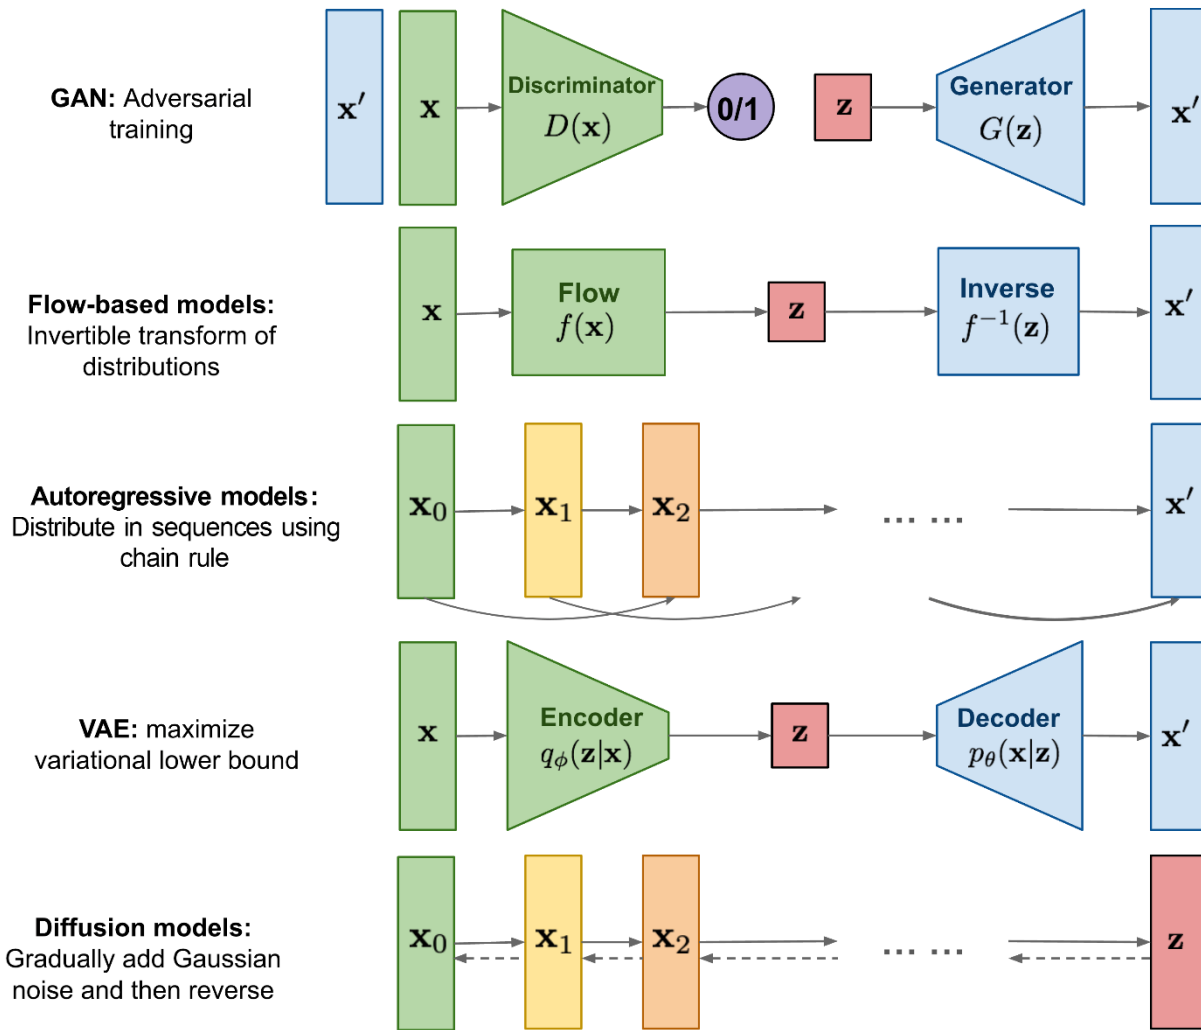 GAN: Adversarial
training
x′
x
Discriminator
D(x)
0/1
z
Generator
G(z)
x′
Flow-based models:
Invertible transform of
distributions
x
Flow
f(x)
z
Inverse
f⁻¹(z)
x′
Autoregressive models:
Distribute in sequences using
chain rule
x₀
x₁
x₂
... ...
x′
VAE: maximize
variational lower bound
x
Encoder
qϕ(z|x)
z
Decoder
pθ(x|z)
x′
Diffusion models:
Gradually add Gaussian
noise and then reverse
x₀
x₁
x₂
... ...
z